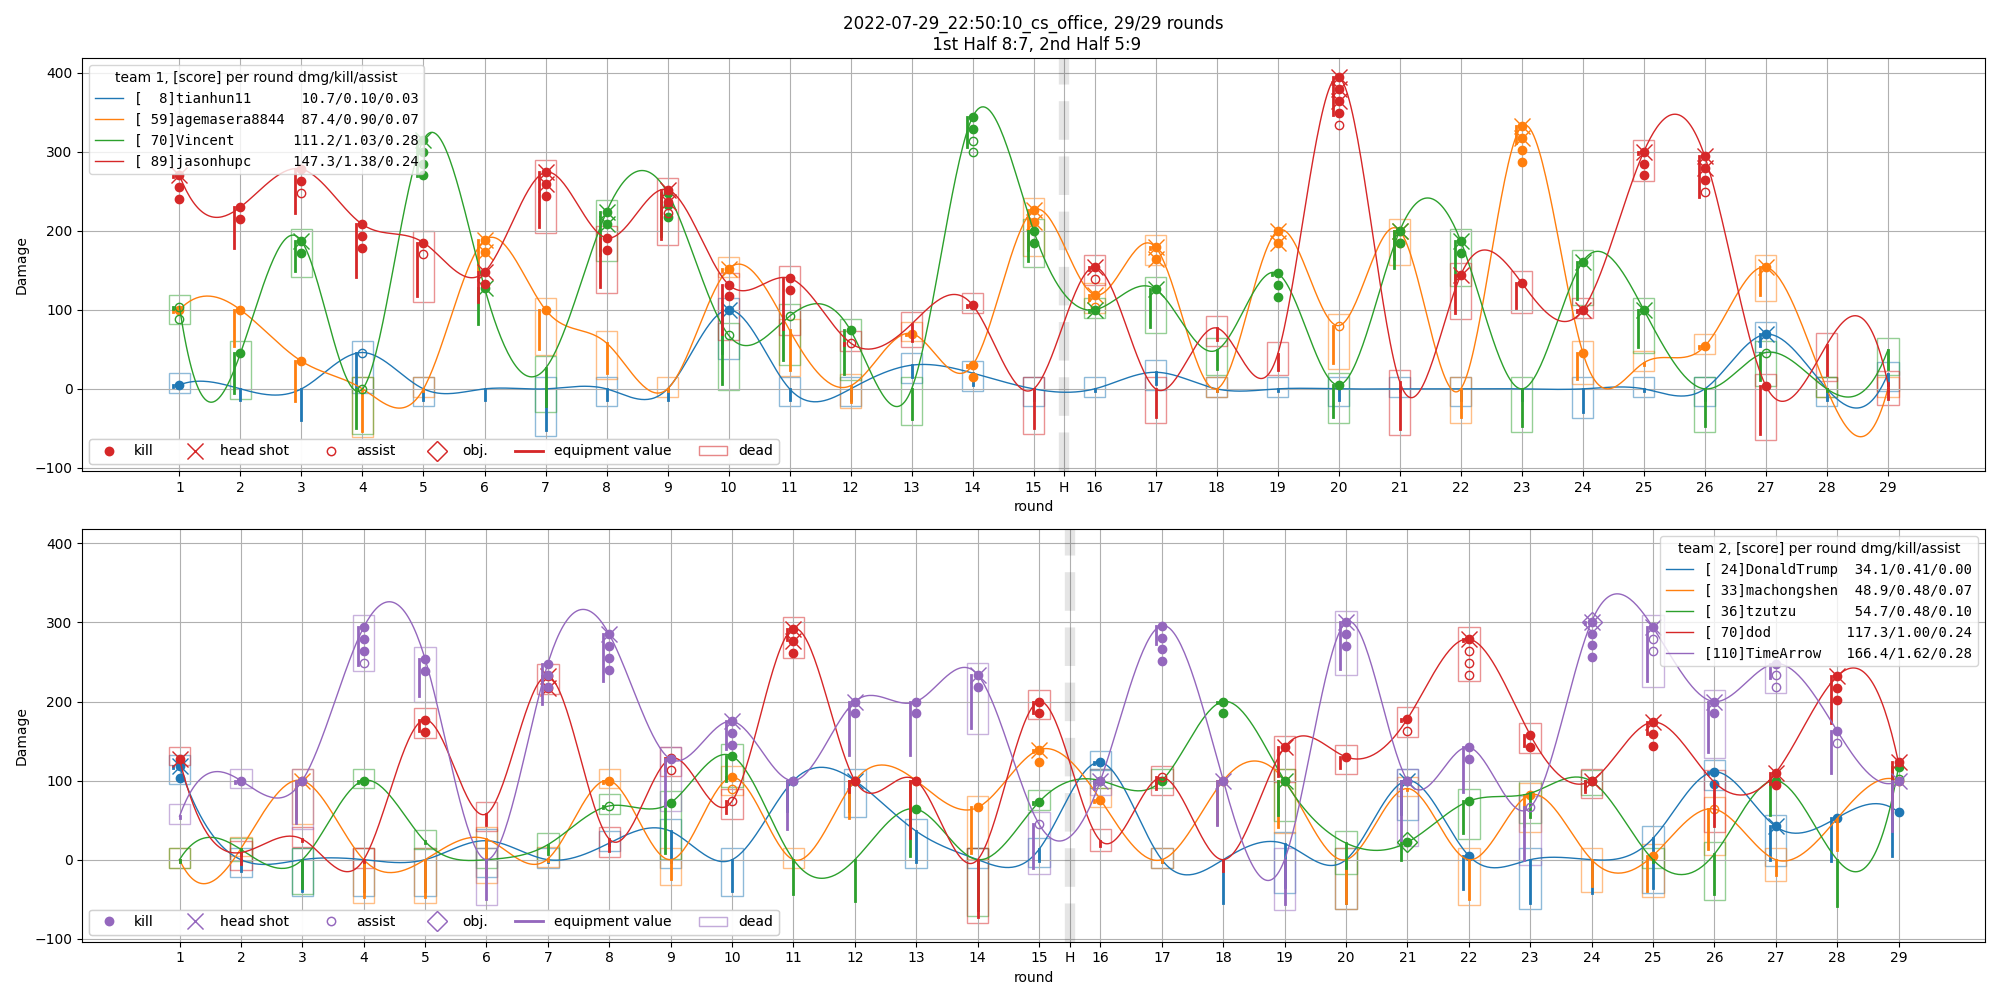 2022-07-29_22:50:10_cs_office, 29/29 rounds
1st Half 8:7, 2nd Half 5:9
team 1, [score] per round dmg/kill/assist
[  8]tianhun11      10.7/0.10/0.03
[ 59]agemasera8844  87.4/0.90/0.07
[ 70]Vincent       111.2/1.03/0.28
[ 89]jasonhupc     147.3/1.38/0.24
400
300
200
100
0
−100
Damage
kill head shot assist obj. equipment value dead
1 2 3 4 5 6 7 8 9 10 11 12 13 14 15 H 16 17 18 19 20 21 22 23 24 25 26 27 28 29
round
team 2, [score] per round dmg/kill/assist
[ 24]DonaldTrump  34.1/0.41/0.00
[ 33]machongshen  48.9/0.48/0.07
[ 36]tzutzu       54.7/0.48/0.10
[ 70]dod         117.3/1.00/0.24
[110]TimeArrow   166.4/1.62/0.28
400
300
200
100
0
−100
Damage
kill head shot assist obj. equipment value dead
1 2 3 4 5 6 7 8 9 10 11 12 13 14 15 H 16 17 18 19 20 21 22 23 24 25 26 27 28 29
round